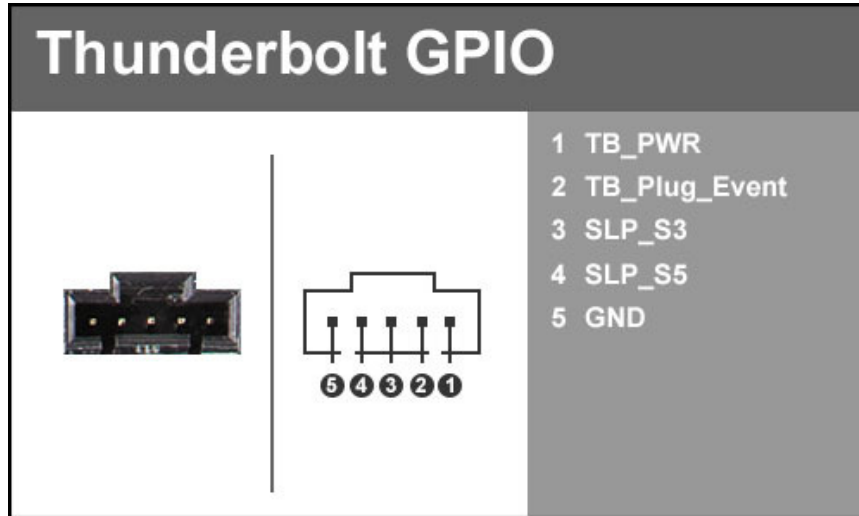 Thunderbolt GPIO
1 TB_PWR
2 TB_Plug_Event
3 SLP_S3
4 SLP_S5
5 GND
5 4 3 2 1